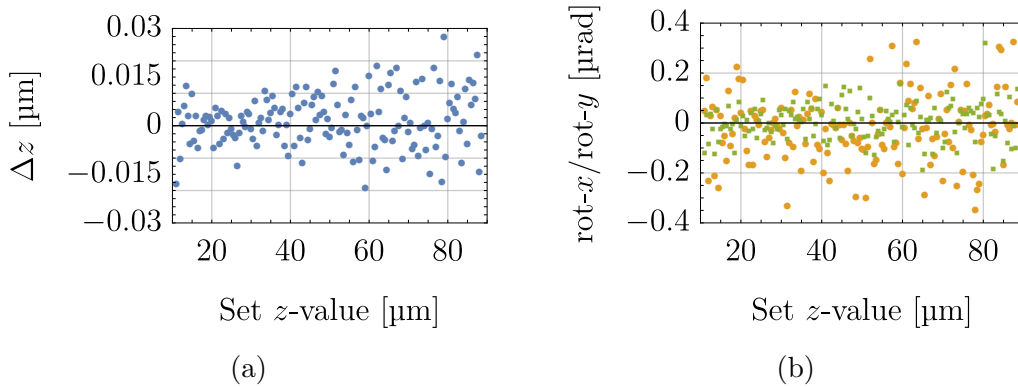 0.03
0.015
0
−0.015
−0.03
Δz [µm]
20 40 60 80
Set z-value [µm]
(a)
0.4
0.2
0
−0.2
−0.4
rot-x/rot-y [µrad]
20 40 60 80
Set z-value [µm]
(b)